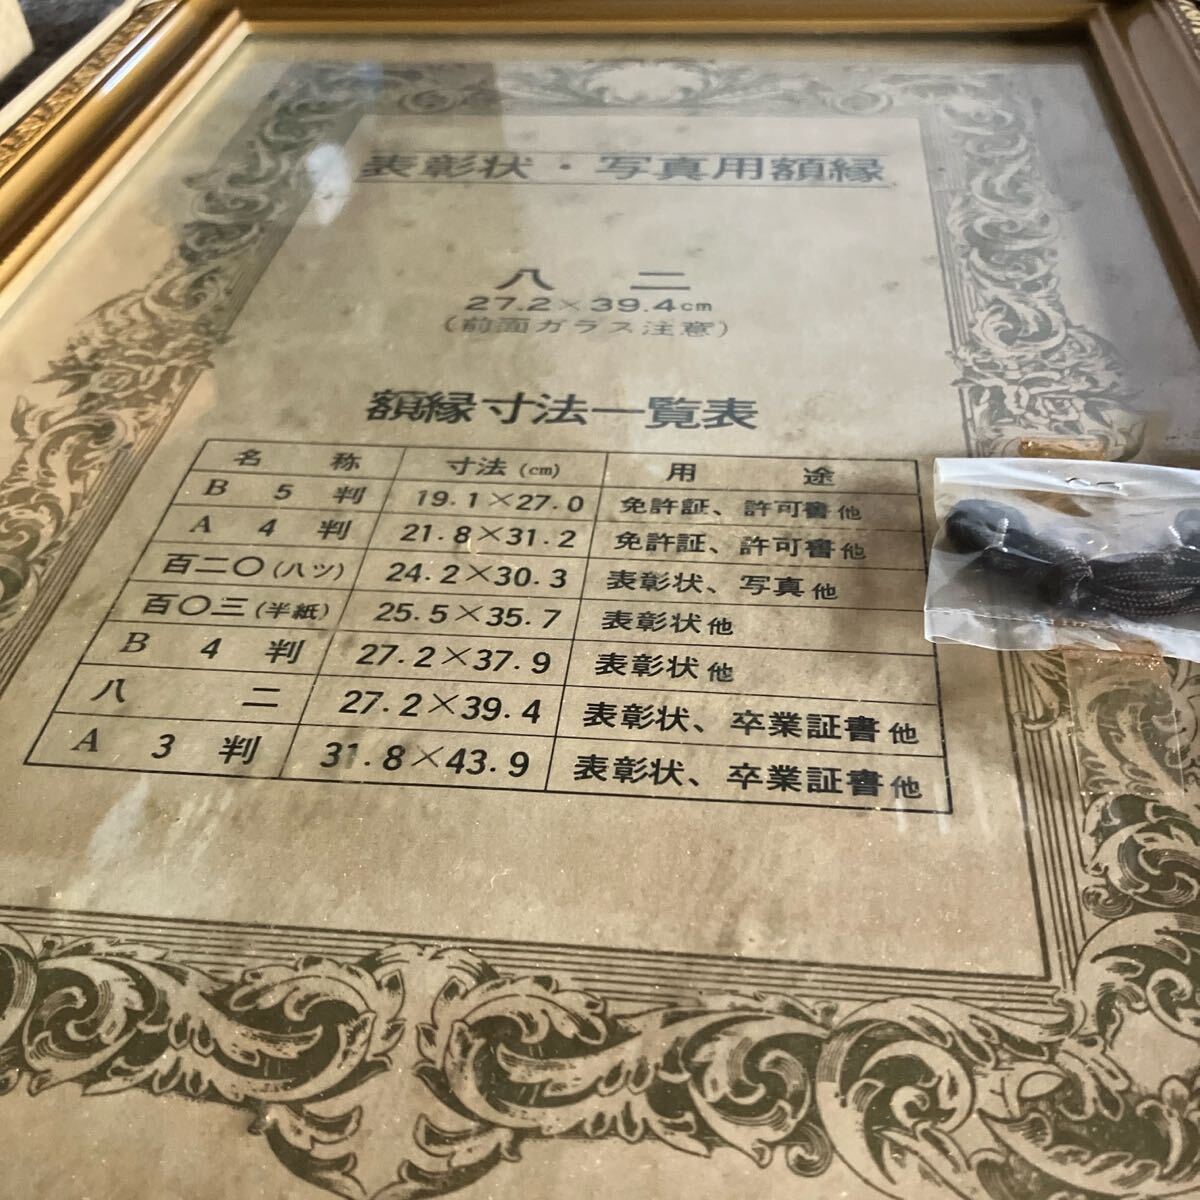 表彰状・写真用額縁
八二
27.2×39.4cm
(前面ガラス注意)
額縁寸法一覧表
名称 寸法(cm) 用途
B5判 19.1×27.0 免許証、許可書他
A4判 21.8×31.2 免許証、許可書他
百二〇(八ツ) 24.2×30.3 表彰状、写真他
百〇三(半紙) 25.5×35.7 表彰状他
B4判 27.2×37.9 表彰状他
八二 27.2×39.4 表彰状、卒業証書他
A3判 31.8×43.9 表彰状、卒業証書他